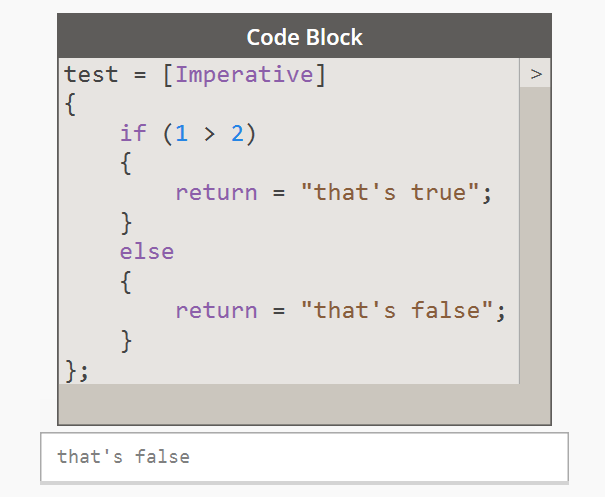 Code Block
test = [Imperative]
>
{
    if (1 > 2)
    {
        return = "that's true";
    }
    else
    {
        return = "that's false";
    }
};
that's false